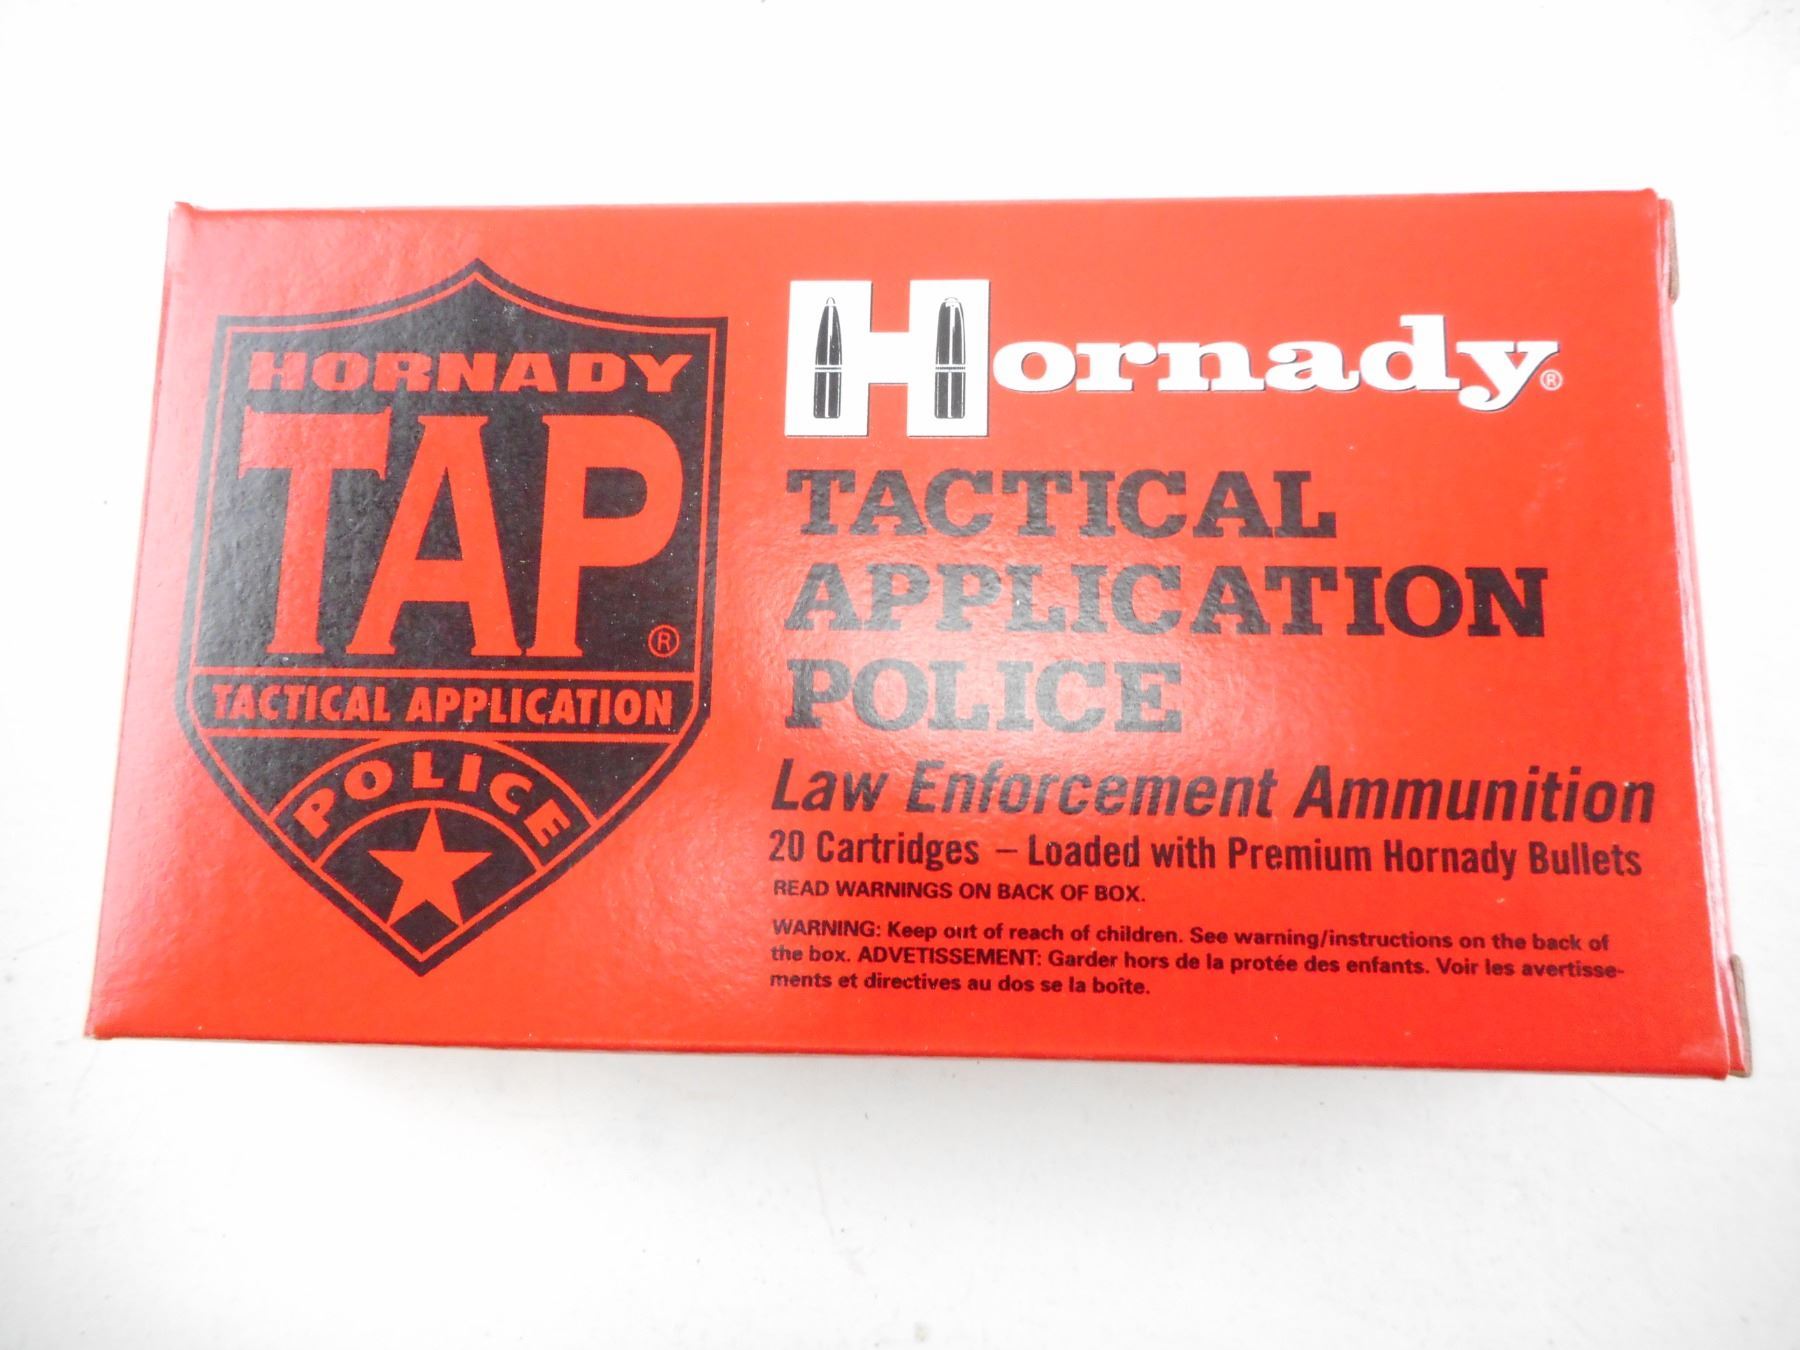 HORNADY
TAP®
TACTICAL APPLICATION
POLICE
Hornady®
TACTICAL
APPLICATION
POLICE
Law Enforcement Ammunition
20 Cartridges – Loaded with Premium Hornady Bullets
READ WARNINGS ON BACK OF BOX.
WARNING: Keep out of reach of children. See warning/instructions on the back of
the box. ADVETISSEMENT: Garder hors de la protée des enfants. Voir les avertisse-
ments et directives au dos se la boîte.